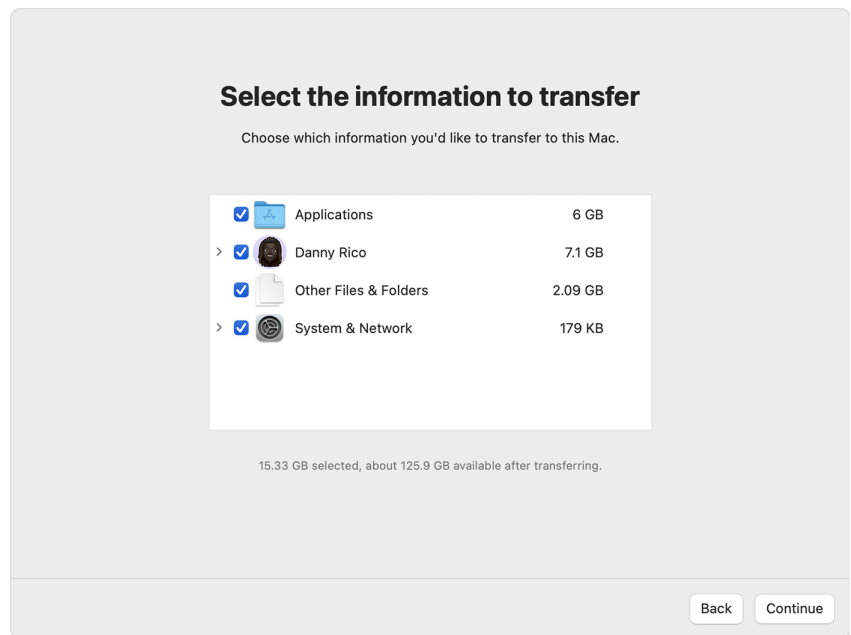 Select the information to transfer
Choose which information you'd like to transfer to this Mac.
Applications 6 GB
Danny Rico 7.1 GB
Other Files & Folders 2.09 GB
System & Network 179 KB
15.33 GB selected, about 125.9 GB available after transferring.
Back Continue